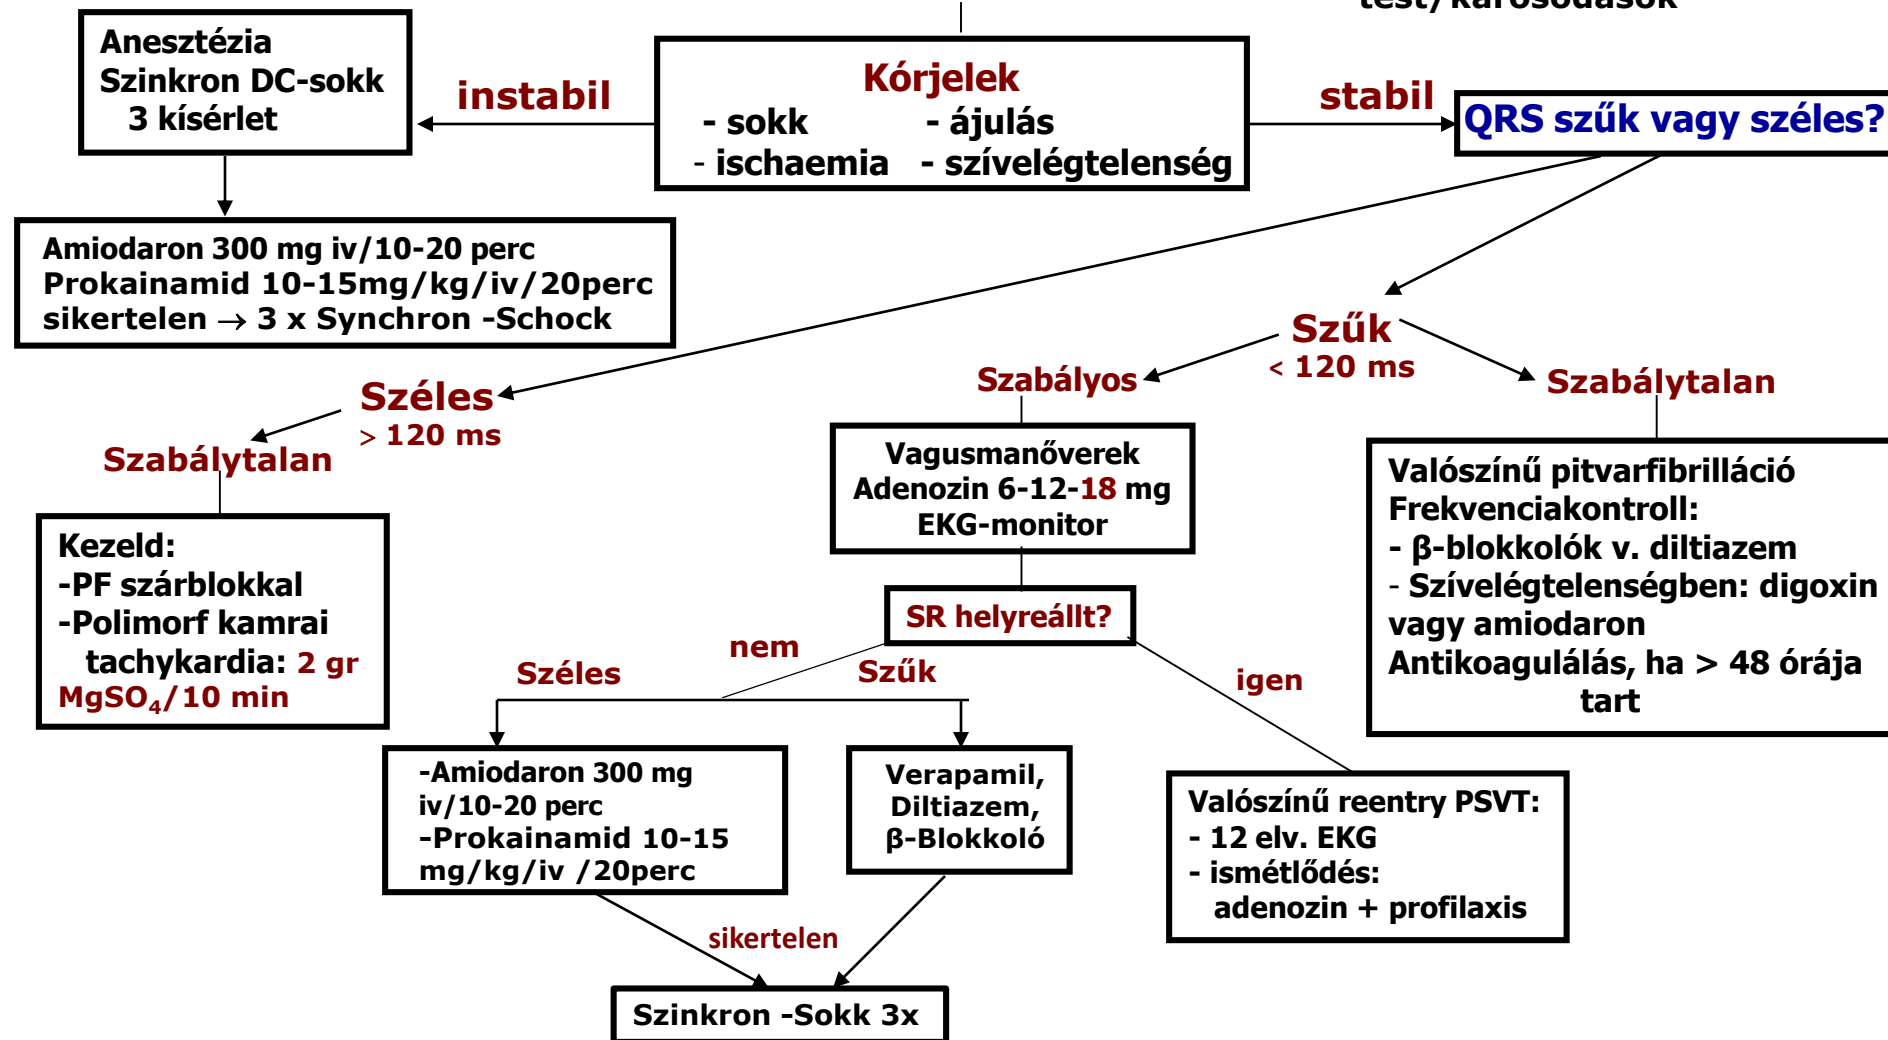 test/károsodások
Anesztézia
Szinkron DC-sokk
3 kísérlet
instabil
Kórjelek
- sokk - ájulás
- ischaemia - szívelégtelenség
stabil
QRS szűk vagy széles?
Amiodaron 300 mg iv/10-20 perc
Prokainamid 10-15mg/kg/iv/20perc
sikertelen → 3 x Synchron -Schock
Széles
> 120 ms
Szabálytalan
Kezeld:
-PF szárblokkal
-Polimorf kamrai
tachykardia: 2 gr
MgSO₄/10 min
Szűk
< 120 ms
Szabályos
Vagusmanőverek
Adenozin 6-12-18 mg
EKG-monitor
SR helyreállt?
nem
Széles
Szűk
igen
-Amiodaron 300 mg
iv/10-20 perc
-Prokainamid 10-15
mg/kg/iv /20perc
Verapamil,
Diltiazem,
β-Blokkoló
sikertelen
Szinkron -Sokk 3x
Valószínű reentry PSVT:
- 12 elv. EKG
- ismétlődés:
adenozin + profilaxis
Szabálytalan
Valószínű pitvarfibrilláció
Frekvenciakontroll:
- β-blokkolók v. diltiazem
- Szívelégtelenségben: digoxin
vagy amiodaron
Antikoagulálás, ha > 48 órája
tart